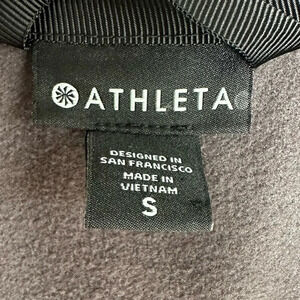 ATHLETA
DESIGNED IN
SAN FRANCISCO
MADE IN
VIETNAM
S